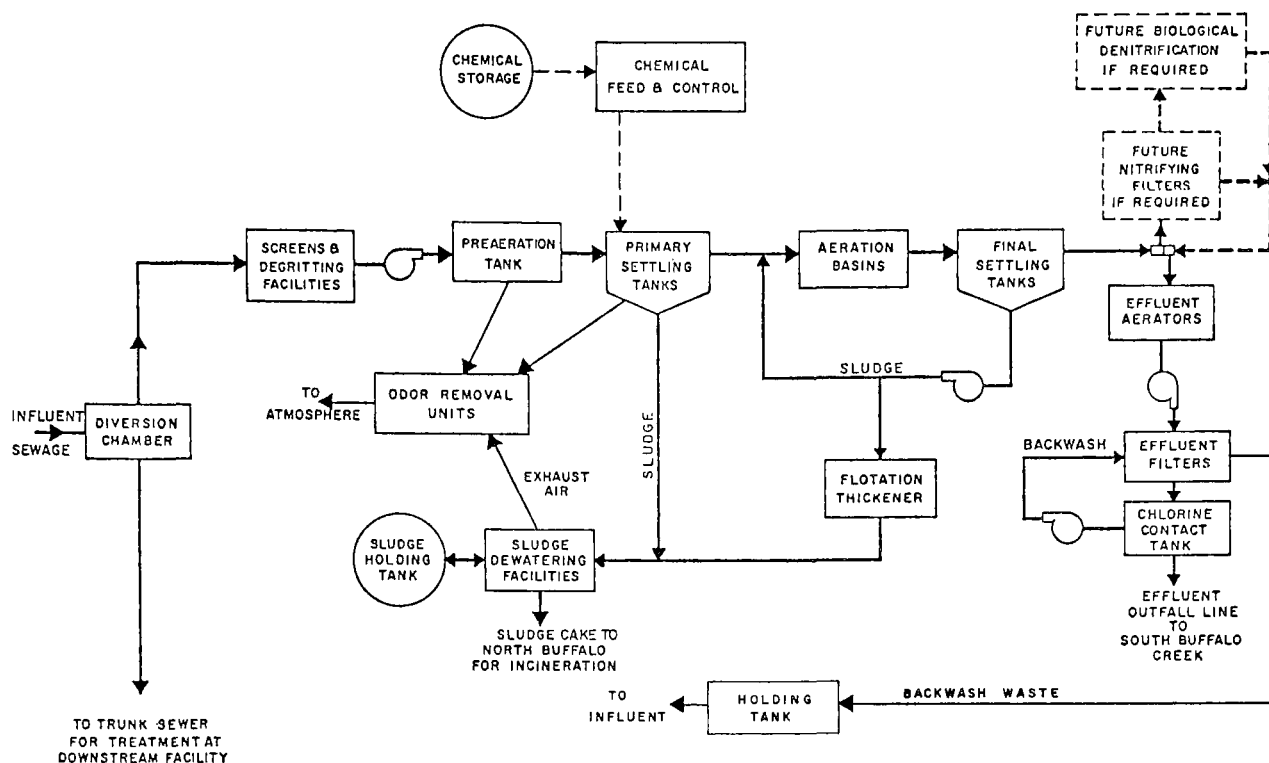 FUTURE BIOLOGICAL
DENITRIFICATION
IF REQUIRED
CHEMICAL
STORAGE
CHEMICAL
FEED & CONTROL
FUTURE
NITRIFYING
FILTERS
IF REQUIRED
SCREENS &
DEGRITTING
FACILITIES
PREAERATION
TANK
PRIMARY
SETTLING
TANKS
AERATION
BASINS
FINAL
SETTLING
TANKS
EFFLUENT
AERATORS
SLUDGE
TO
ATMOSPHERE
ODOR REMOVAL
UNITS
INFLUENT
SEWAGE
DIVERSION
CHAMBER
SLUDGE
BACKWASH
EFFLUENT
FILTERS
EXHAUST
AIR
FLOTATION
THICKENER
CHLORINE
CONTACT
TANK
SLUDGE
HOLDING
TANK
SLUDGE
DEWATERING
FACILITIES
EFFLUENT
OUTFALL LINE
TO
SOUTH BUFFALO
CREEK
SLUDGE CAKE TO
NORTH BUFFALO
FOR INCINERATION
TO
INFLUENT
HOLDING
TANK
BACKWASH WASTE
TO TRUNK SEWER
FOR TREATMENT AT
DOWNSTREAM FACILITY